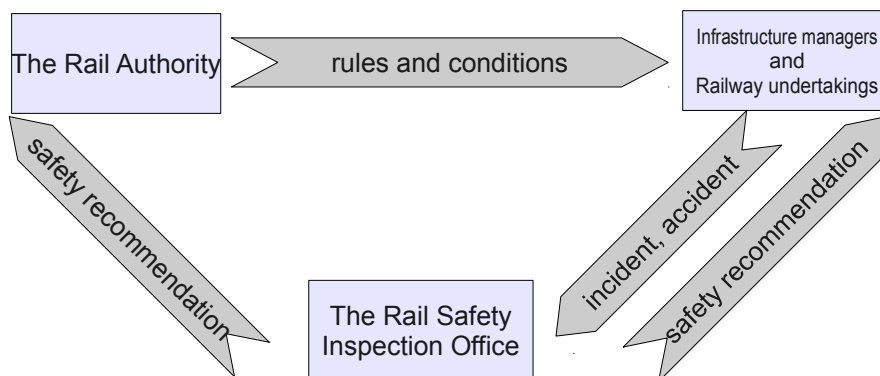 The Rail Authority
rules and conditions
Infrastructure managers
and
Railway undertakings
safety recommendation
incident, accident
safety recommendation
The Rail Safety
Inspection Office